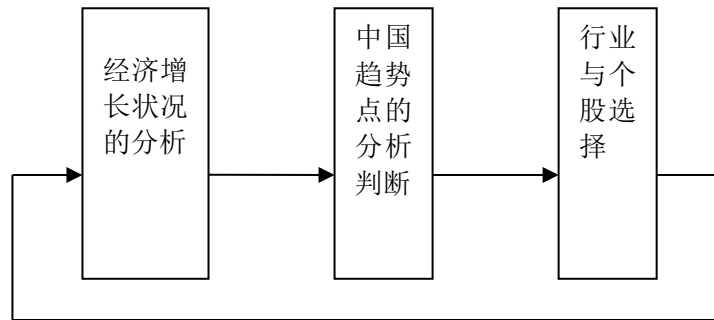 经济增
长状况
的分析
中国
趋势
点的
分析
判断
行业
与个
股选
择